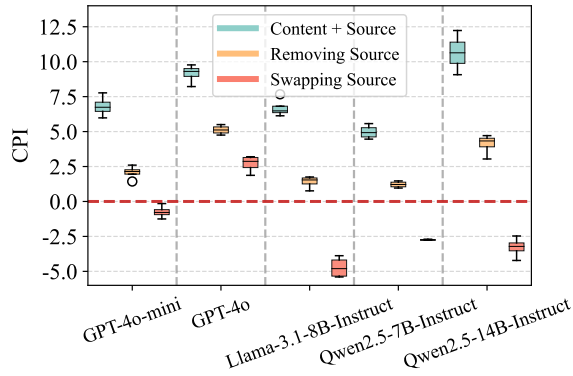 Content + Source
Removing Source
Swapping Source
CPI
12.5
10.0
7.5
5.0
2.5
0.0
-2.5
-5.0
GPT-4o-mini
GPT-4o
Llama-3.1-8B-Instruct
Qwen2.5-7B-Instruct
Qwen2.5-14B-Instruct